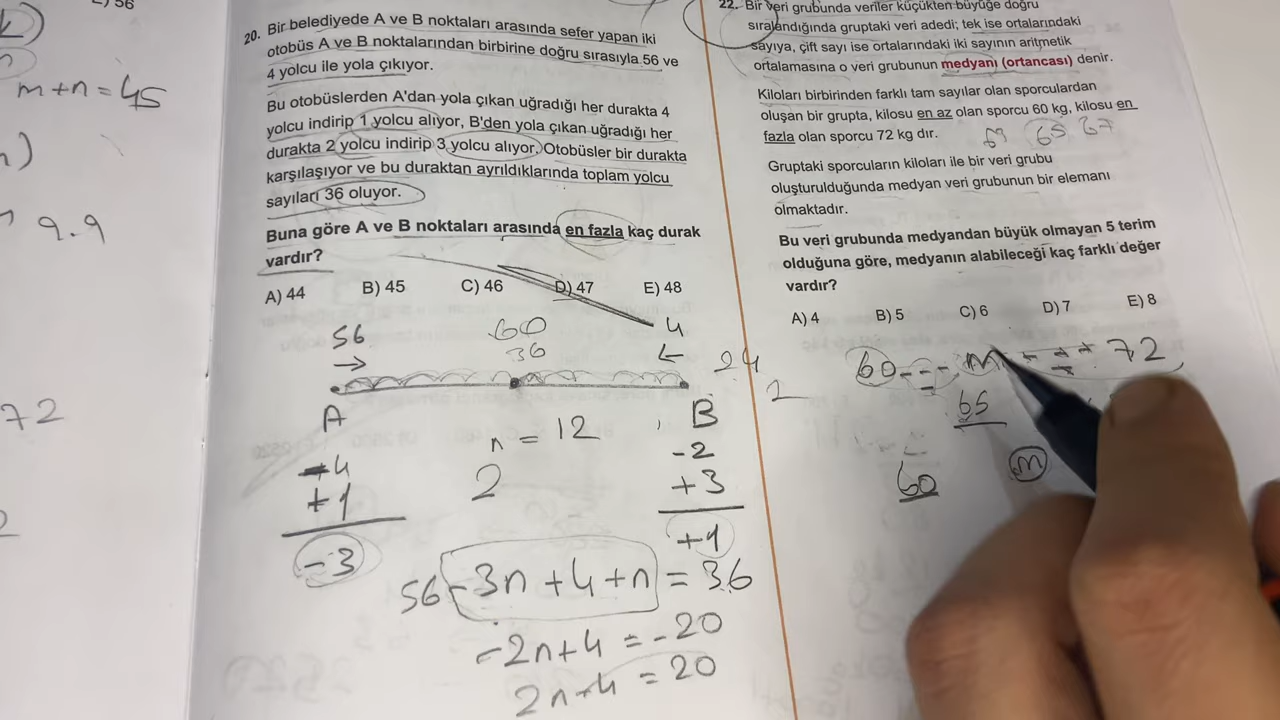 56
m+n=45
9.9
72
20. Bir belediyede A ve B noktaları arasında sefer yapan iki
otobüs A ve B noktalarından birbirine doğru sırasıyla 56 ve
4 yolcu ile yola çıkıyor.
Bu otobüslerden A'dan yola çıkan uğradığı her durakta 4
yolcu indirip 1 yolcu alıyor, B'den yola çıkan uğradığı her
durakta 2 yolcu indirip 3 yolcu alıyor. Otobüsler bir durakta
karşılaşıyor ve bu duraktan ayrıldıklarında toplam yolcu
sayıları 36 oluyor.
Buna göre A ve B noktaları arasında en fazla kaç durak
vardır?
A) 44 B) 45 C) 46 D) 47 E) 48
56 60 4
36
24
2
A B
n = 12
-4 -2
+1 2 +3
-3 +1
56-3n+4+n = 36
-2n+4 = -20
2n+4 = 20
22. Bir veri grubunda veriler küçükten büyüğe doğru
sıralandığında gruptaki veri adedi; tek ise ortalarındaki
sayıya, çift sayı ise ortalarındaki iki sayının aritmetik
ortalamasına o veri grubunun medyanı (ortancası) denir.
Kiloları birbirinden farklı tam sayılar olan sporculardan
oluşan bir grupta, kilosu en az olan sporcu 60 kg, kilosu en
fazla olan sporcu 72 kg dır.
65 67
Gruptaki sporcuların kiloları ile bir veri grubu
oluşturulduğunda medyan veri grubunun bir elemanı
olmaktadır.
Bu veri grubunda medyandan büyük olmayan 5 terim
olduğuna göre, medyanın alabileceği kaç farklı değer
vardır?
A) 4 B) 5 C) 6 D) 7 E) 8
60 - - - m - - - 72
65
60 m